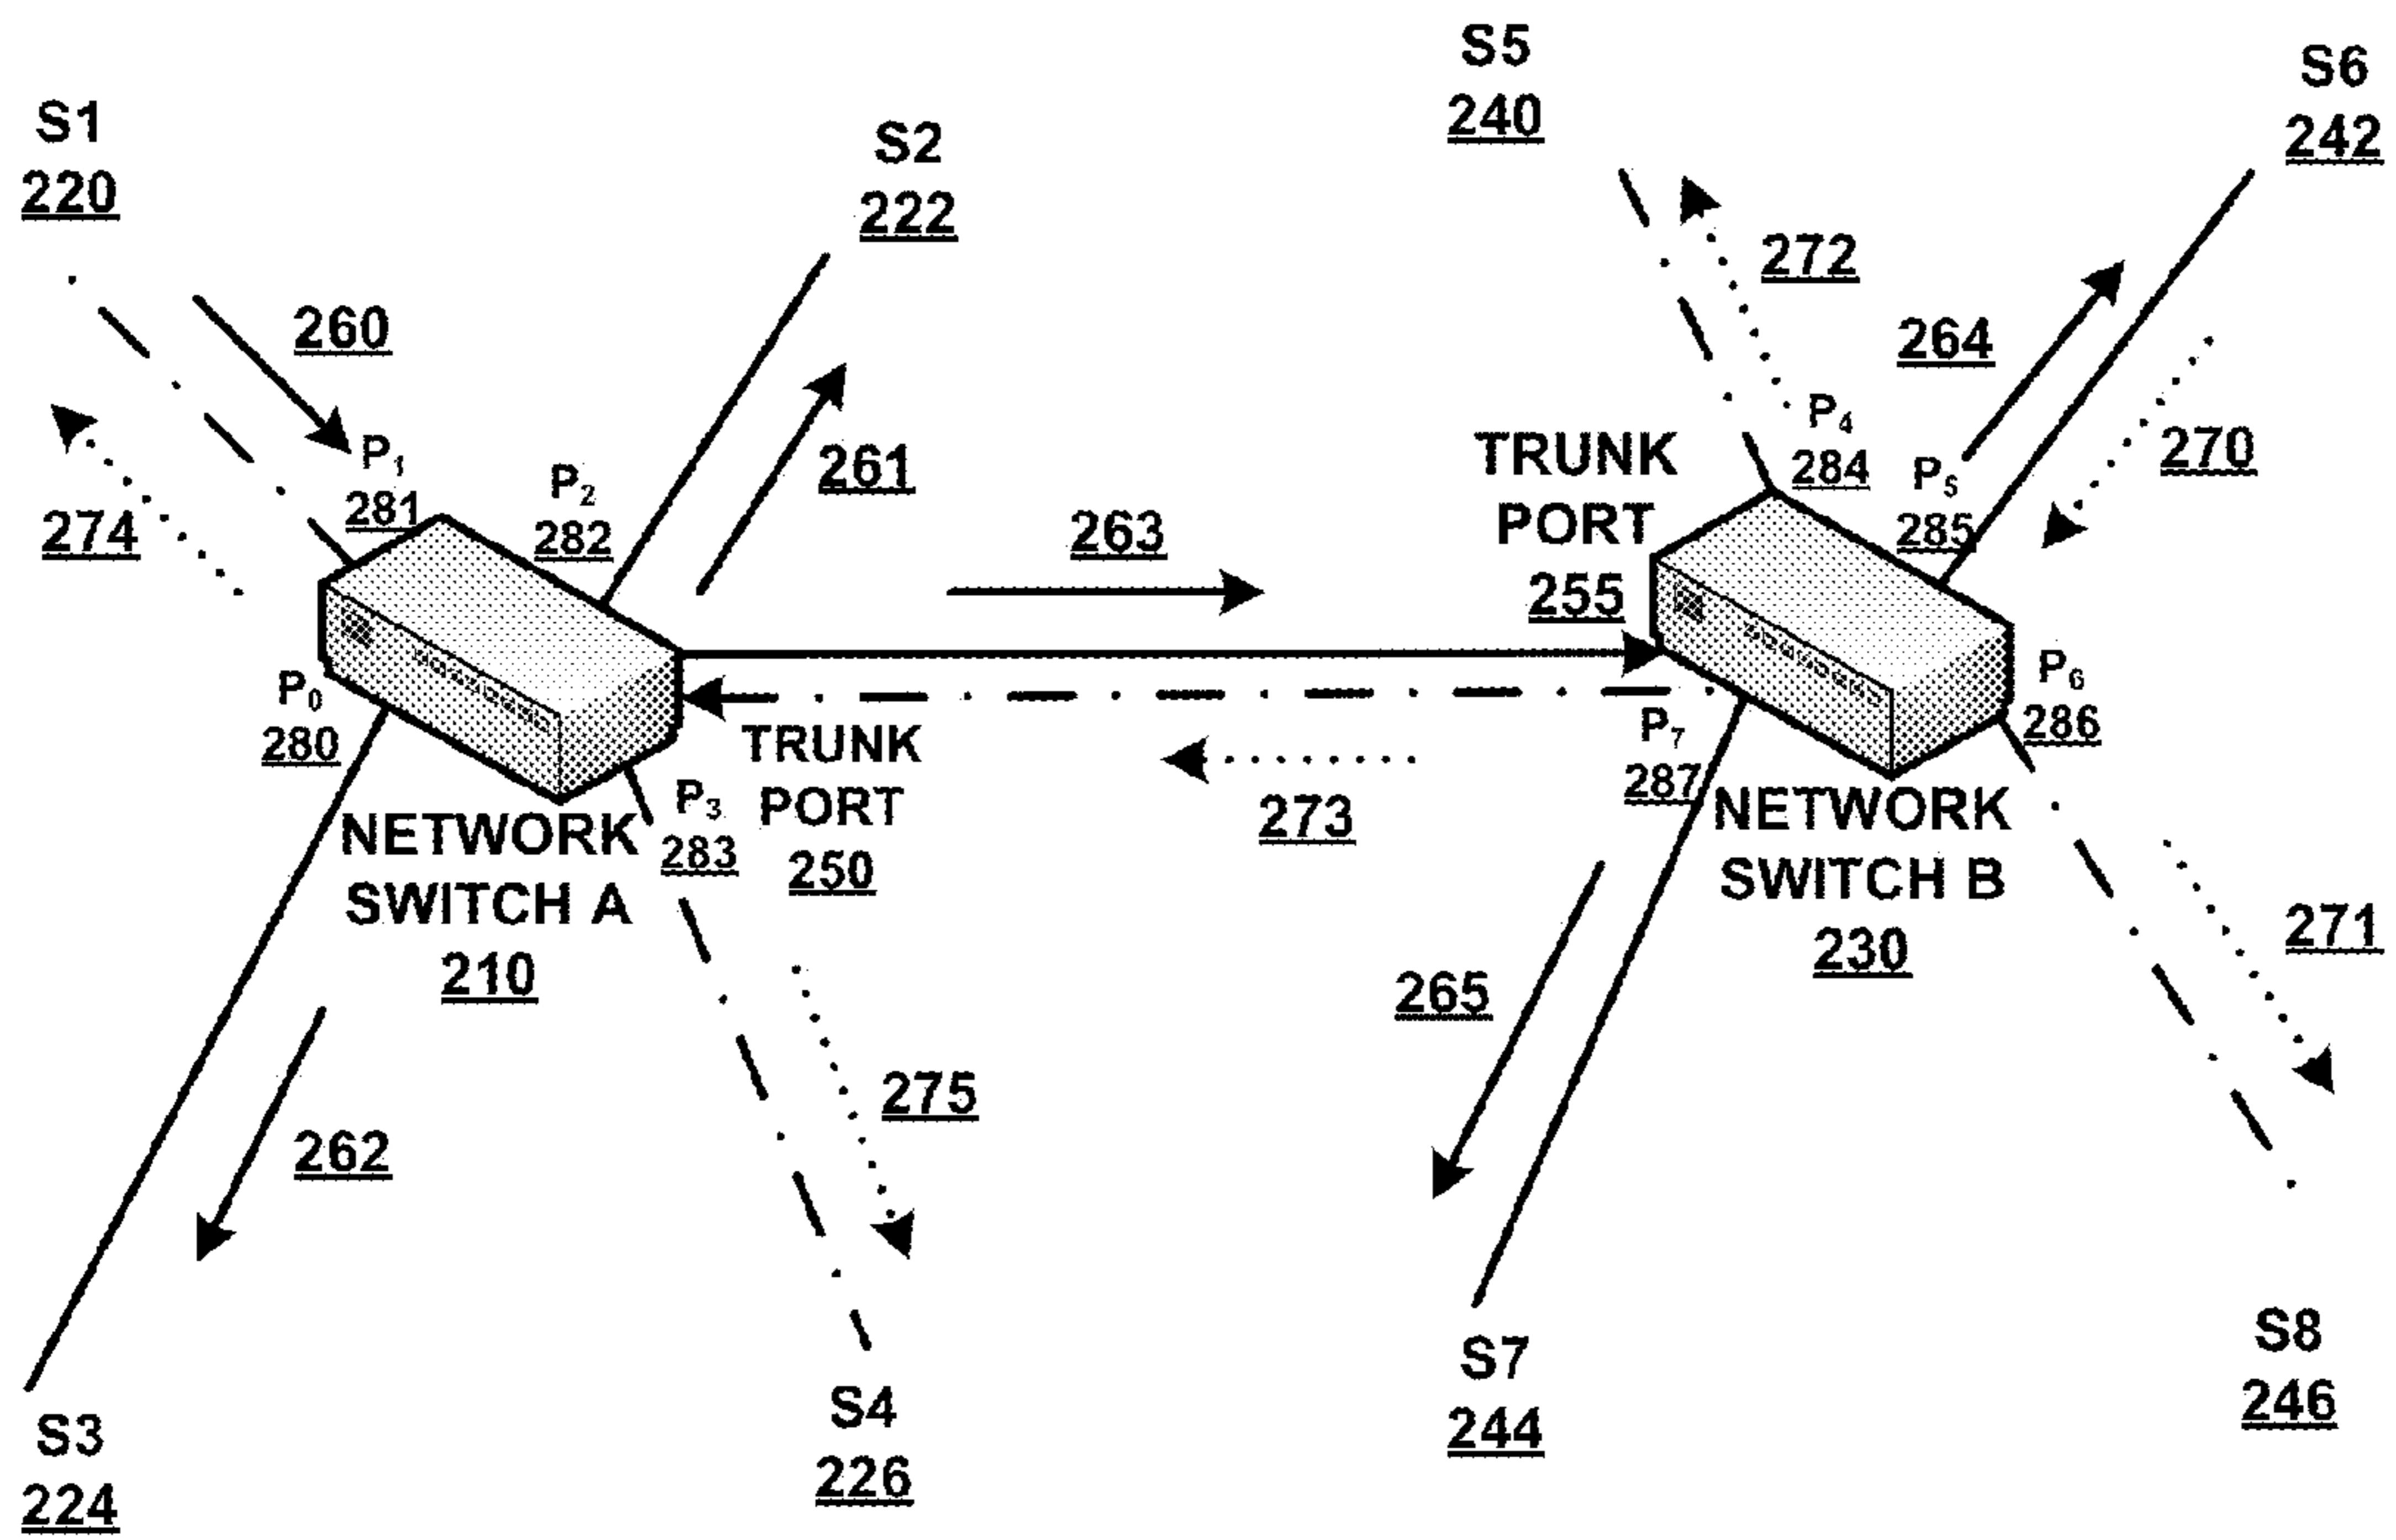 S1
220
S2
222
S5
240
S6
242
260
274
261
272
264
270
P1
281
P2
282
263
TRUNK
PORT
255
P4
284
P5
285
P0
280
P3
283
TRUNK
PORT
250
273
P7
287
P6
286
NETWORK
SWITCH A
210
NETWORK
SWITCH B
230
262
275
265
271
S3
224
S4
226
S7
244
S8
246